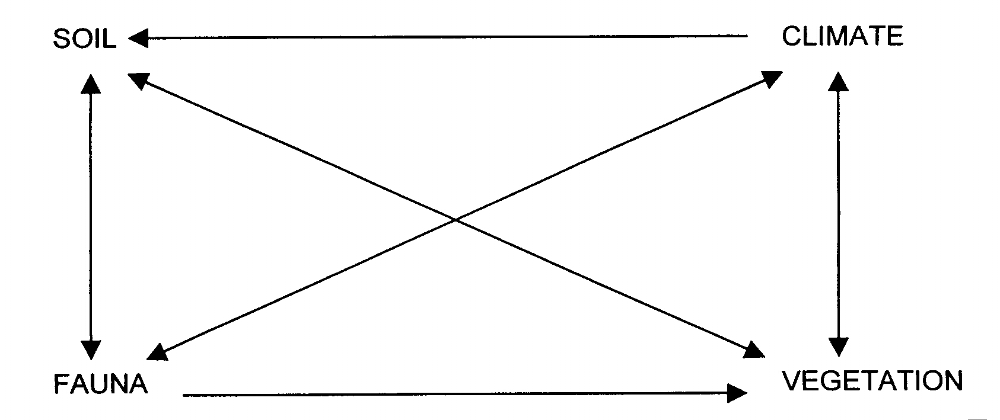 SOIL
CLIMATE
FAUNA
VEGETATION